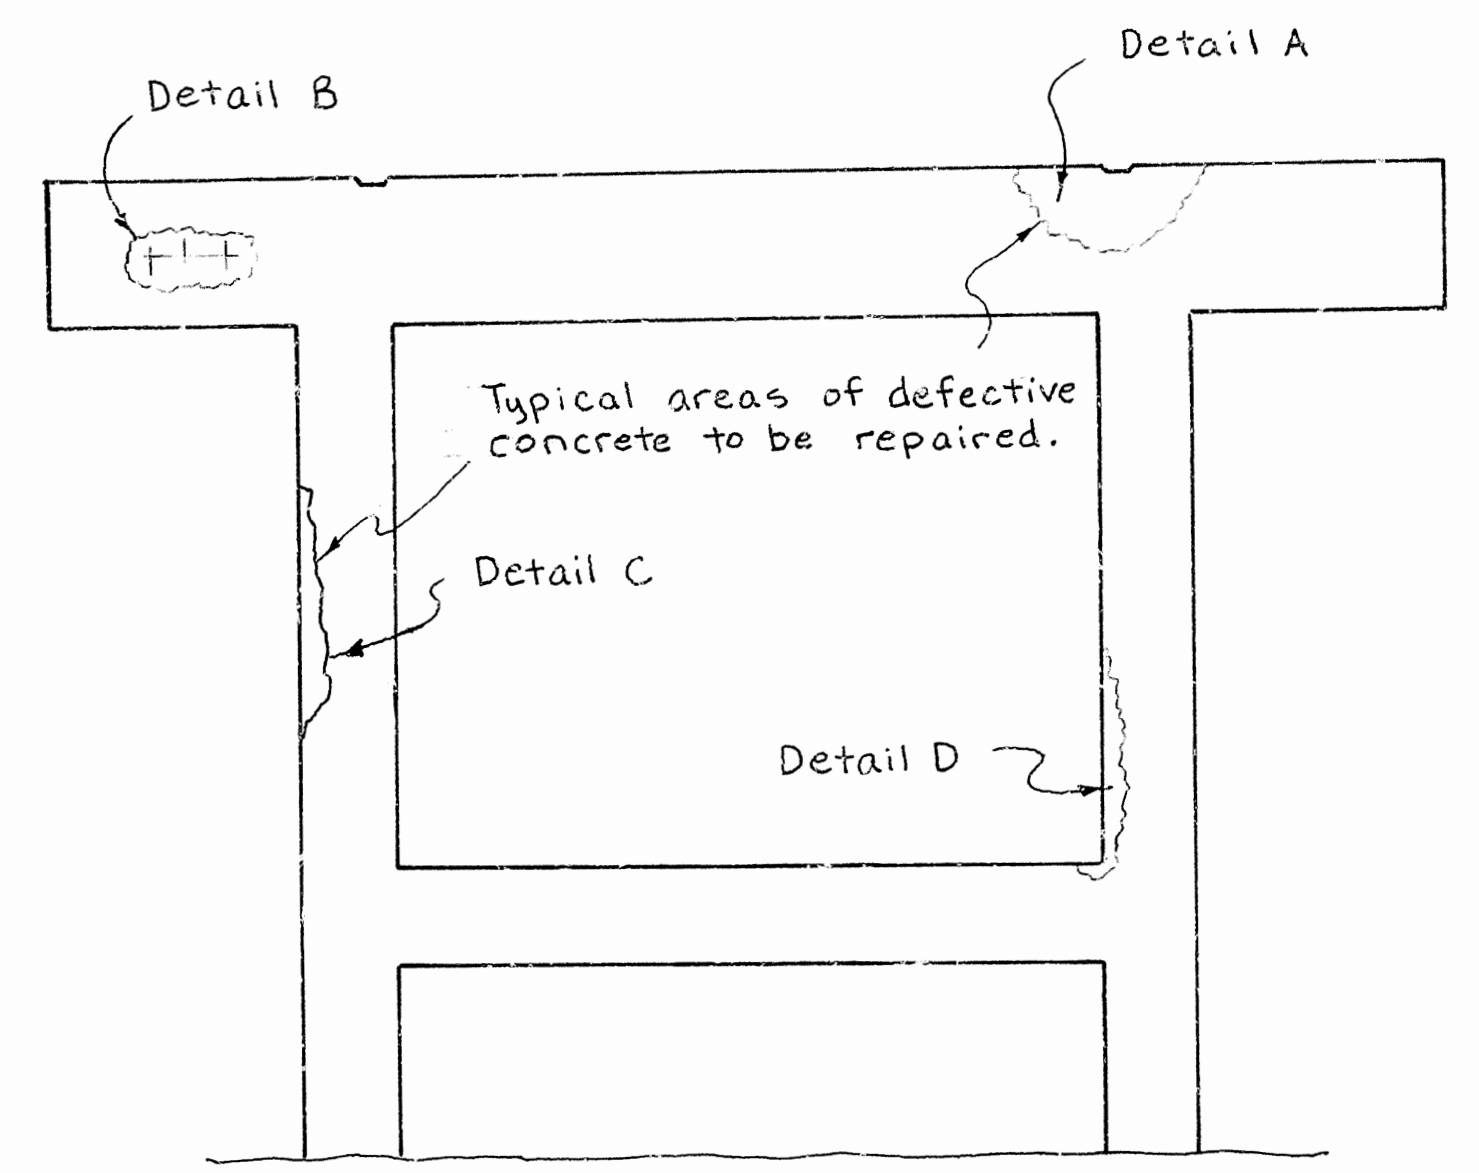 Detail A
Detail B
Typical areas of defective
concrete to be repaired.
Detail C
Detail D